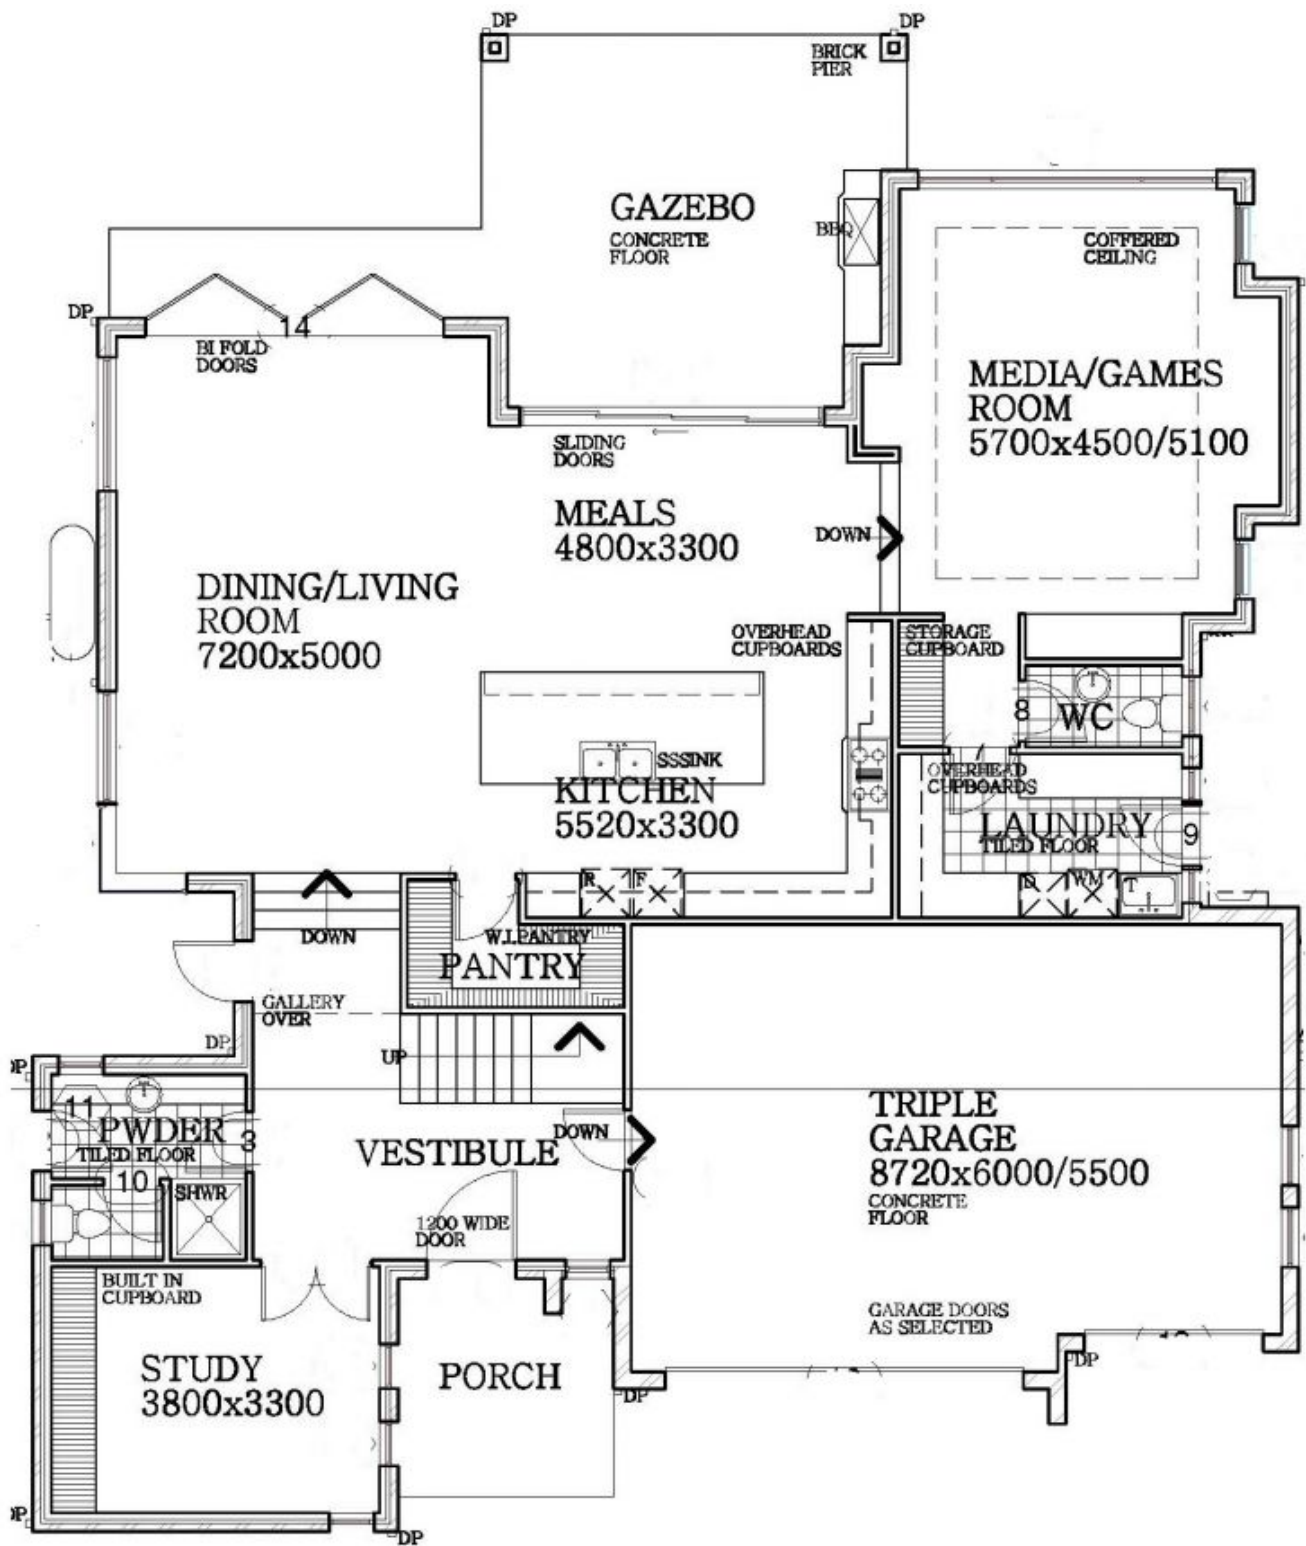 DP
DP
BRICK
PIER
GAZEBO
CONCRETE
FLOOR
BBQ
COFFERED
CEILING
DP
14
BI FOLD
DOORS
MEDIA/GAMES
ROOM
5700x4500/5100
SLIDING
DOORS
MEALS
4800x3300
DOWN
DINING/LIVING
ROOM
7200x5000
OVERHEAD
CUPBOARDS
STORAGE
CUPBOARD
8
WC
SSSINK
KITCHEN
5520x3300
OVERHEAD
CUPBOARDS
LAUNDRY
TILED FLOOR
9
R
F
D
WM
T
DOWN
W.I.PANTRY
PANTRY
GALLERY
OVER
DP
DP
UP
11
T
PWDER
TILED FLOOR
3
10
SHWR
VESTIBULE
DOWN
TRIPLE
GARAGE
8720x6000/5500
CONCRETE
FLOOR
1200 WIDE
DOOR
BUILT IN
CUPBOARD
GARAGE DOORS
AS SELECTED
STUDY
3800x3300
PORCH
DP
DP
DP
DP